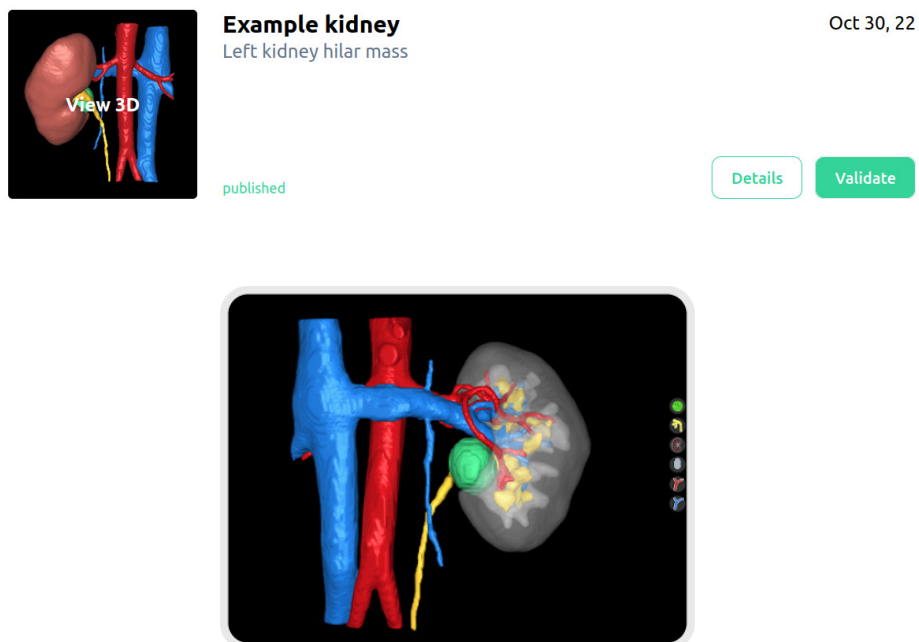 Example kidney
Oct 30, 22
Left kidney hilar mass
View 3D
published
Details
Validate